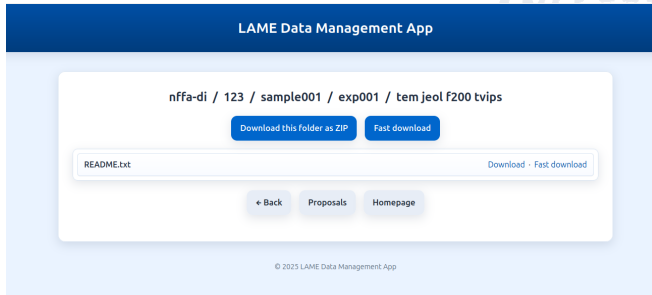 LAME Data Management App
nffa-di / 123 / sample001 / exp001 / tem jeol f200 tvips
Download this folder as ZIP Fast download
README.txt Download · Fast download
← Back Proposals Homepage
© 2025 LAME Data Management App